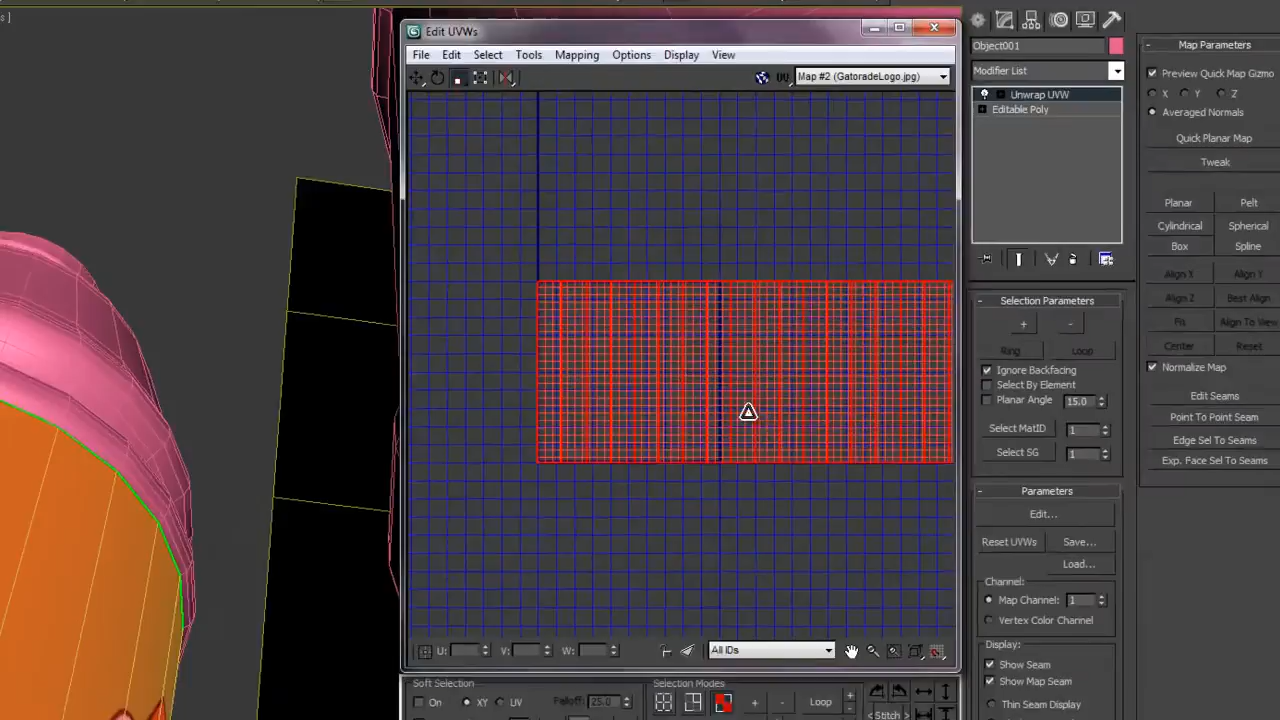 s ]
Edit UVWs
File Edit Select Tools Mapping Options Display View
UV Map #2 (GatoradeLogo.jpg)
U: V: W: All IDs
Soft Selection
On XY UV Falloff: 25.0
Selection Modes
+ - Loop
Stitch
Object001
Modifier List
Unwrap UVW
Editable Poly
Selection Parameters
+ -
Ring Loop
Ignore Backfacing
Select By Element
Planar Angle 15.0
Select MatID 1
Select SG 1
Parameters
Edit...
Reset UVWs Save...
Load...
Channel:
Map Channel: 1
Vertex Color Channel
Display:
Show Seam
Show Map Seam
Thin Seam Display
Map Parameters
Preview Quick Map Gizmo
X Y Z
Averaged Normals
Quick Planar Map
Tweak
Planar Pelt
Cylindrical Spherical
Box Spline
Align X Align Y
Align Z Best Align
Fit Align To View
Center Reset
Normalize Map
Edit Seams
Point To Point Seam
Edge Sel To Seams
Exp. Face Sel To Seams